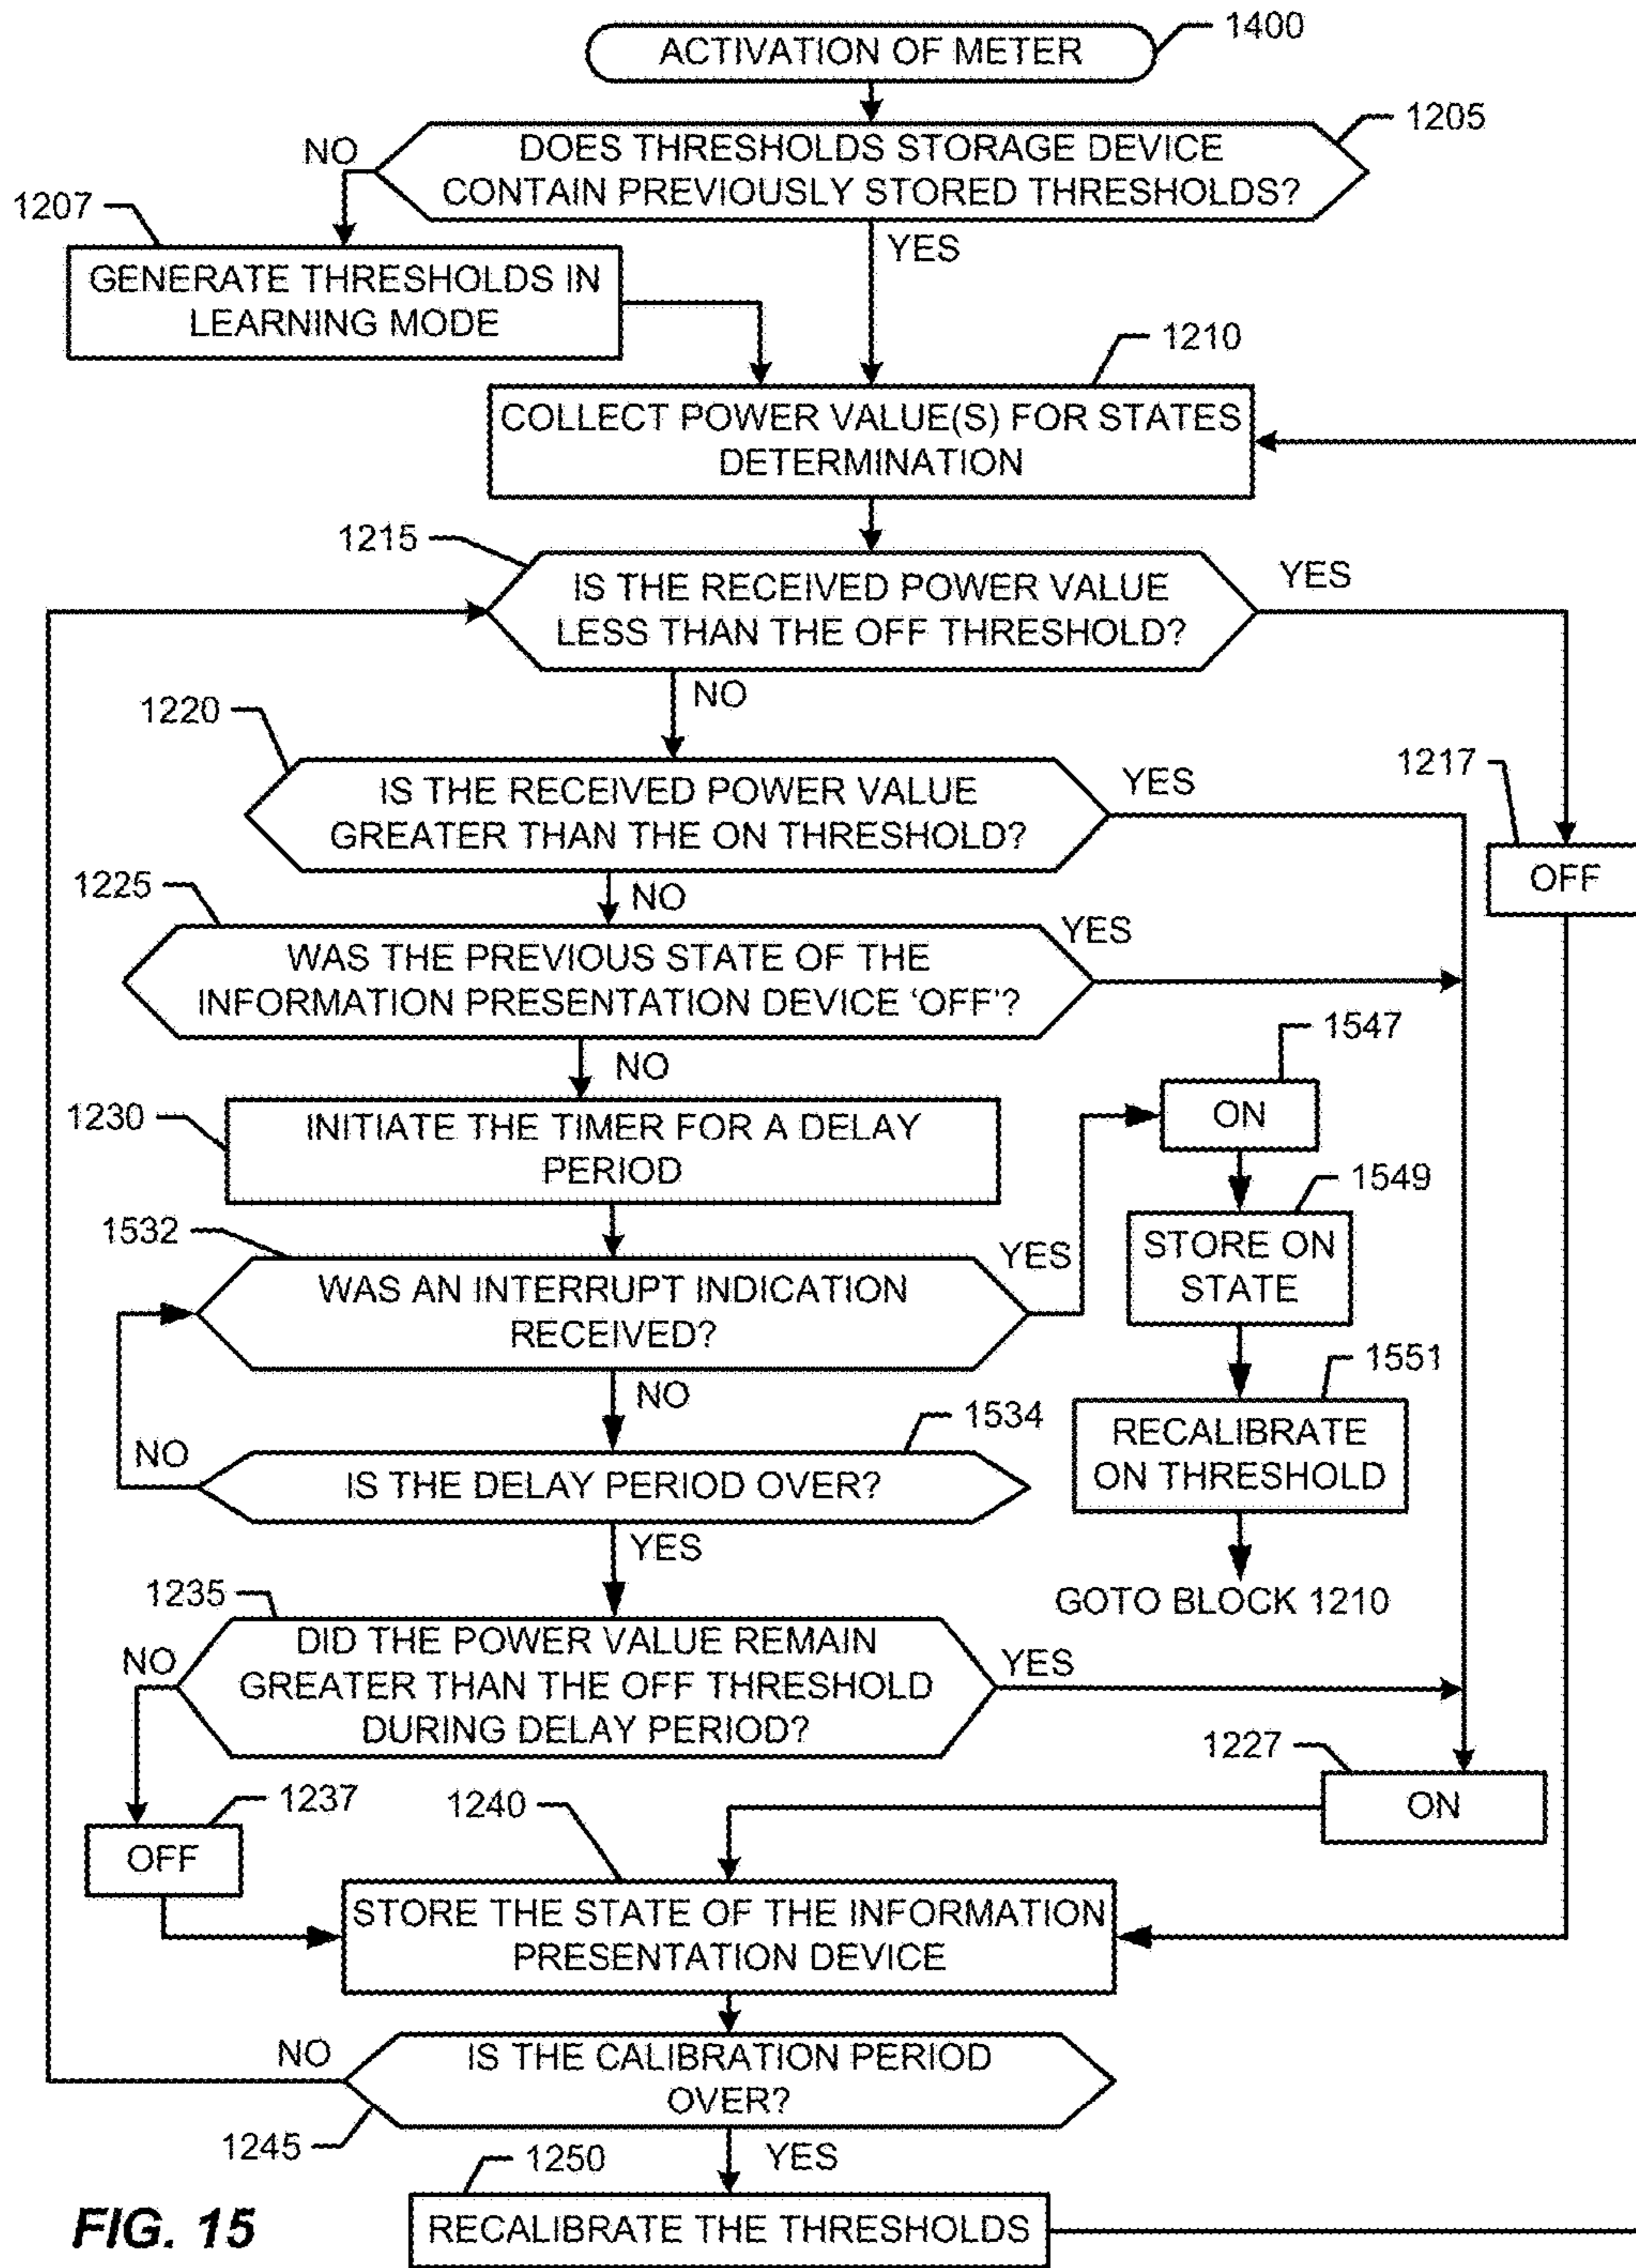 1400
ACTIVATION OF METER
1205
DOES THRESHOLDS STORAGE DEVICE
CONTAIN PREVIOUSLY STORED THRESHOLDS?
NO
YES
1207
GENERATE THRESHOLDS IN
LEARNING MODE
1210
COLLECT POWER VALUE(S) FOR STATES
DETERMINATION
1215
IS THE RECEIVED POWER VALUE
LESS THAN THE OFF THRESHOLD?
YES
NO
1220
IS THE RECEIVED POWER VALUE
GREATER THAN THE ON THRESHOLD?
YES
1217
OFF
NO
1225
WAS THE PREVIOUS STATE OF THE
INFORMATION PRESENTATION DEVICE 'OFF'?
YES
NO
1230
INITIATE THE TIMER FOR A DELAY
PERIOD
1547
ON
1549
STORE ON
STATE
1551
RECALIBRATE
ON THRESHOLD
GOTO BLOCK 1210
1532
WAS AN INTERRUPT INDICATION
RECEIVED?
YES
NO
1534
IS THE DELAY PERIOD OVER?
NO
YES
1235
DID THE POWER VALUE REMAIN
GREATER THAN THE OFF THRESHOLD
DURING DELAY PERIOD?
NO
YES
1227
ON
1237
OFF
1240
STORE THE STATE OF THE INFORMATION
PRESENTATION DEVICE
IS THE CALIBRATION PERIOD
OVER?
NO
1245
YES
1250
RECALIBRATE THE THRESHOLDS
FIG. 15